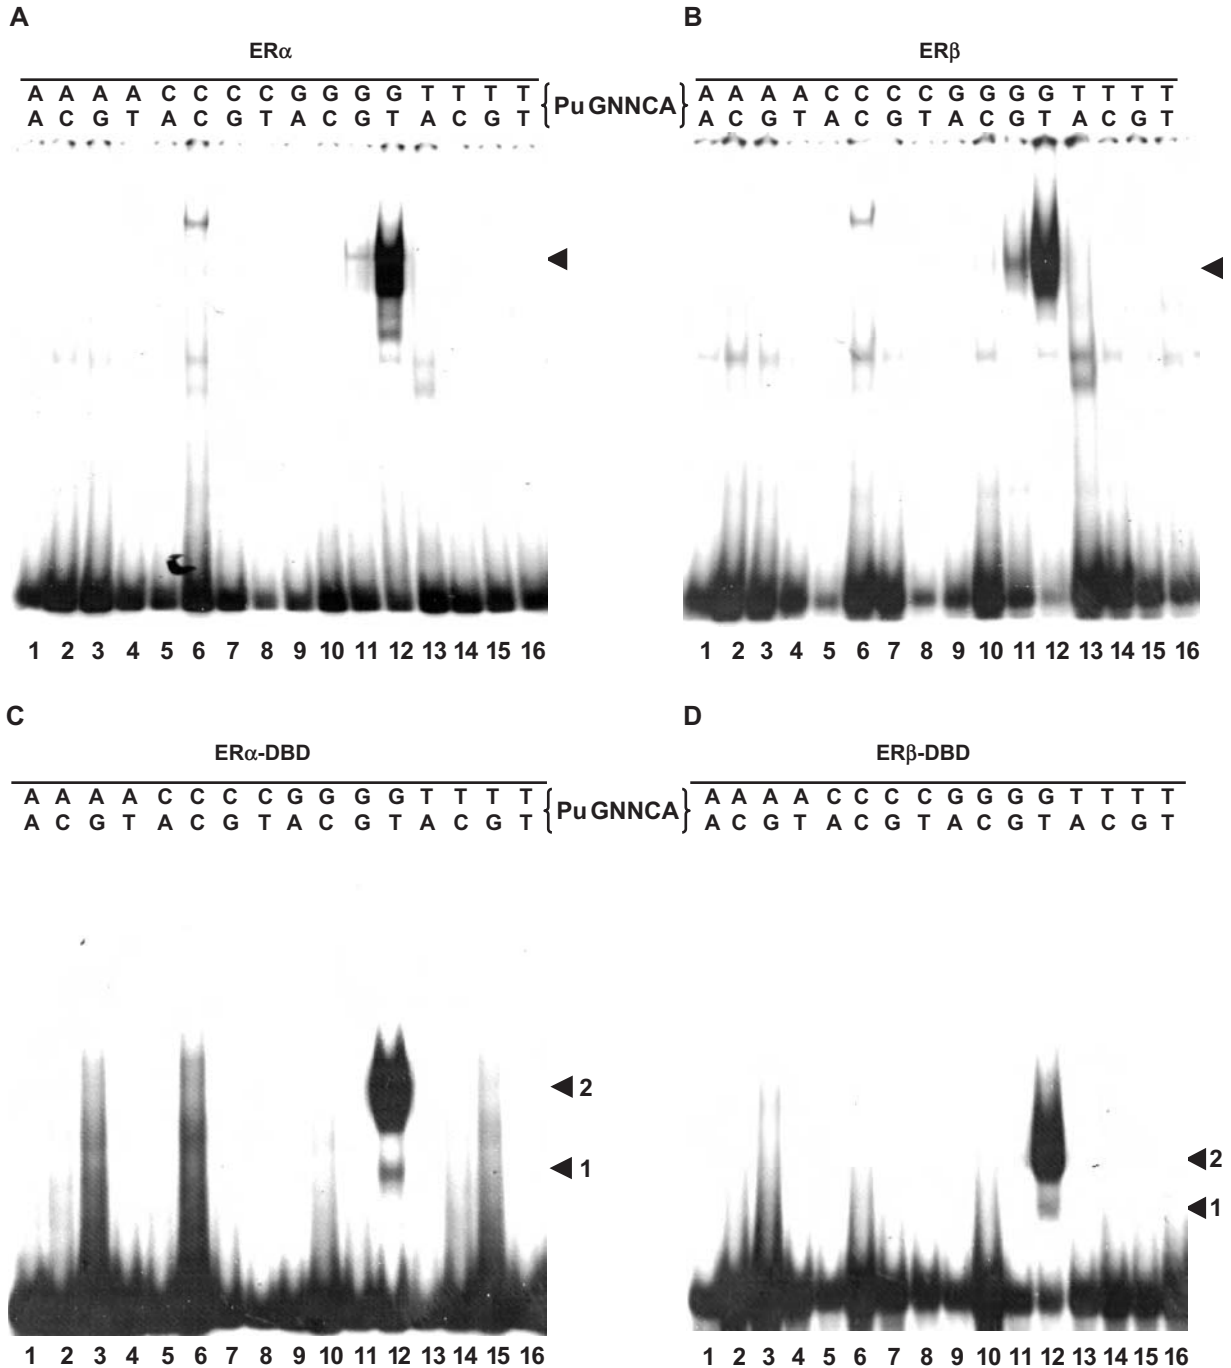 A
B
ERα
ERβ
A A A A C C C C G G G G T T T T
{PuGNNCA}
A A A A C C C C G G G G T T T T
A C G T A C G T A C G T A C G T
A C G T A C G T A C G T A C G T
1 2 3 4 5 6 7 8 9 10 11 12 13 14 15 16
1 2 3 4 5 6 7 8 9 10 11 12 13 14 15 16
C
D
ERα-DBD
ERβ-DBD
A A A A C C C C G G G G T T T T
{PuGNNCA}
A A A A C C C C G G G G T T T T
A C G T A C G T A C G T A C G T
A C G T A C G T A C G T A C G T
2
1
2
1
1 2 3 4 5 6 7 8 9 10 11 12 13 14 15 16
1 2 3 4 5 6 7 8 9 10 11 12 13 14 15 16